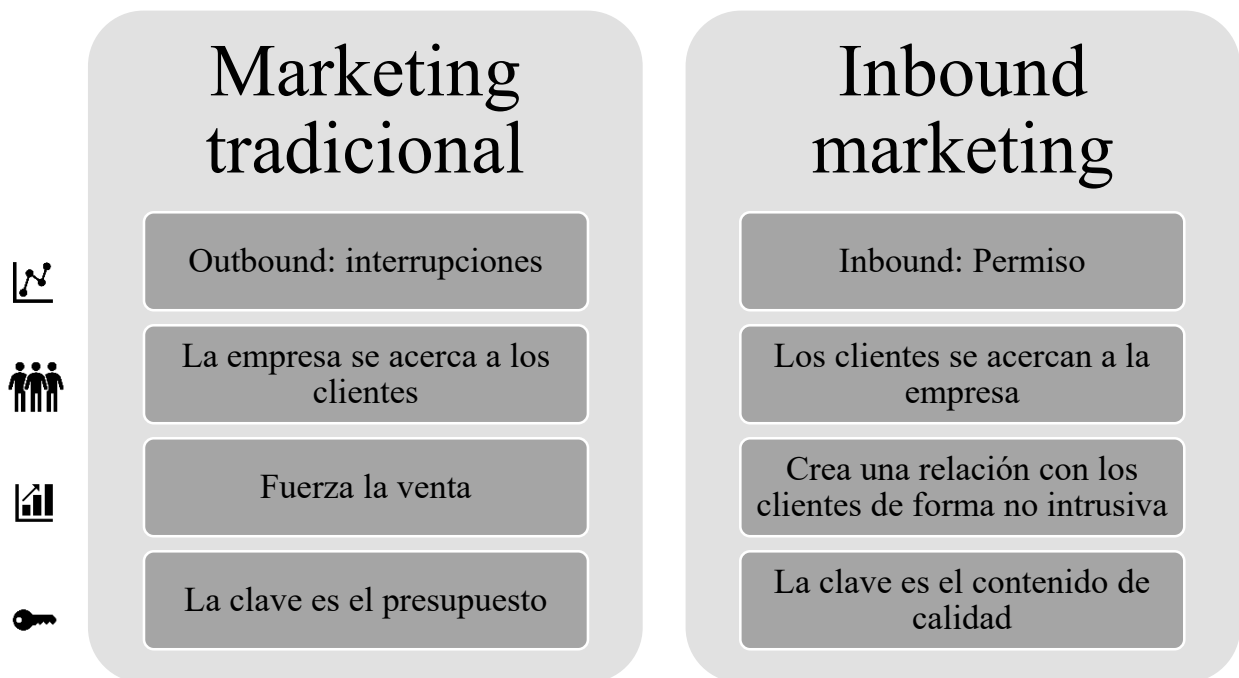 Marketing
tradicional
Outbound: interrupciones
La empresa se acerca a los
clientes
Fuerza la venta
La clave es el presupuesto
Inbound
marketing
Inbound: Permiso
Los clientes se acercan a la
empresa
Crea una relación con los
clientes de forma no intrusiva
La clave es el contenido de
calidad